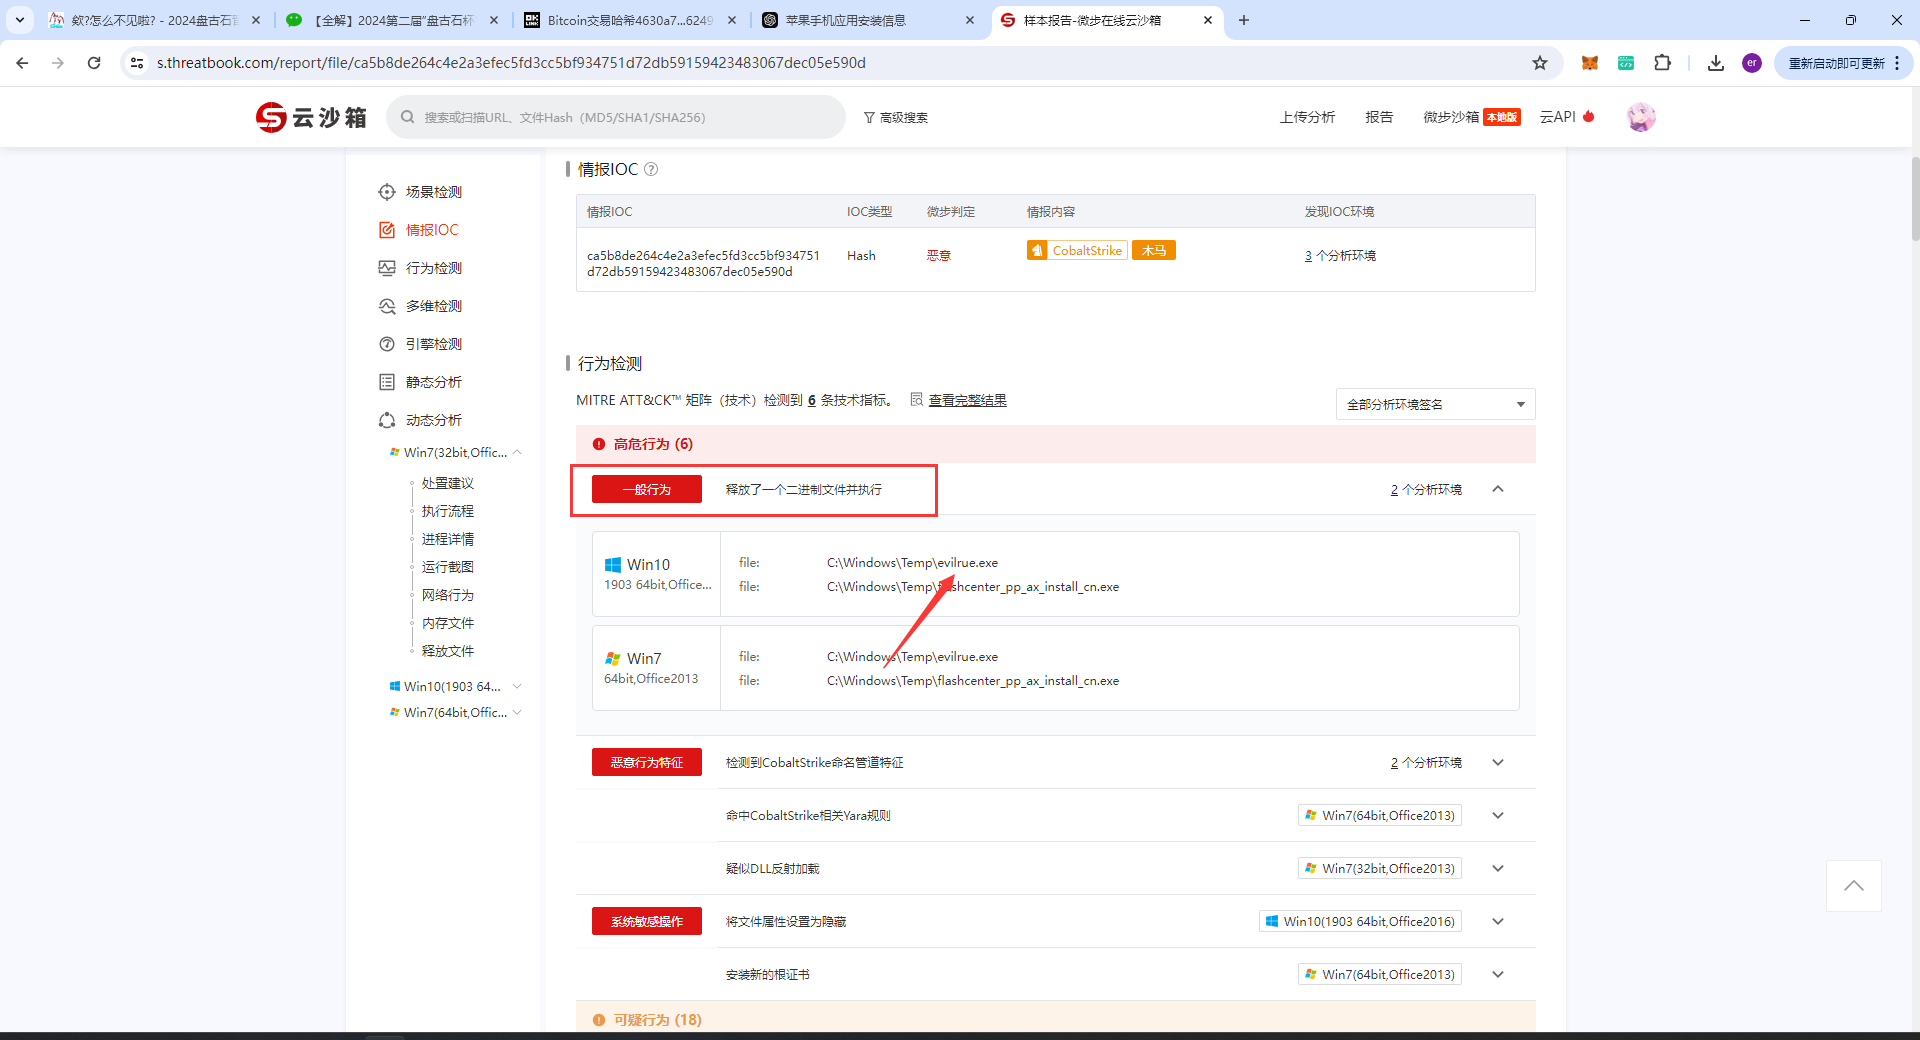 欸?怎么不见啦? - 2024盘古石
【全解】2024第二届“盘古石杯
OK LINK
Bitcoin交易哈希4630a7...6249
苹果手机应用安装信息
样本报告-微步在线云沙箱
s.threatbook.com/report/file/ca5b8de264c4e2a3efec5fd3cc5bf934751d72db59159423483067dec05e590d
er
重新启动即可更新
云沙箱
搜索或扫描URL、文件Hash（MD5/SHA1/SHA256）
高级搜索
上传分析
报告
微步沙箱 本地版
云API
场景检测
情报IOC
行为检测
多维检测
引擎检测
静态分析
动态分析
Win7(32bit,Offic...
处置建议
执行流程
进程详情
运行截图
网络行为
内存文件
释放文件
Win10(1903 64...
Win7(64bit,Offic...
情报IOC ?
情报IOC IOC类型 微步判定 情报内容 发现IOC环境
ca5b8de264c4e2a3efec5fd3cc5bf934751
d72db59159423483067dec05e590d
Hash 恶意 CobaltStrike 木马 3 个分析环境
行为检测
MITRE ATT&CK™ 矩阵（技术）检测到 6 条技术指标。 查看完整结果
全部分析环境签名
高危行为 (6)
一般行为 释放了一个二进制文件并执行 2 个分析环境
Win10
1903 64bit,Office...
file: C:\Windows\Temp\evilrue.exe
file: C:\Windows\Temp\flashcenter_pp_ax_install_cn.exe
Win7
64bit,Office2013
file: C:\Windows\Temp\evilrue.exe
file: C:\Windows\Temp\flashcenter_pp_ax_install_cn.exe
恶意行为特征 检测到CobaltStrike命名管道特征 2 个分析环境
命中CobaltStrike相关Yara规则 Win7(64bit,Office2013)
疑似DLL反射加载 Win7(32bit,Office2013)
系统敏感操作 将文件属性设置为隐藏 Win10(1903 64bit,Office2016)
安装新的根证书 Win7(64bit,Office2013)
可疑行为 (18)